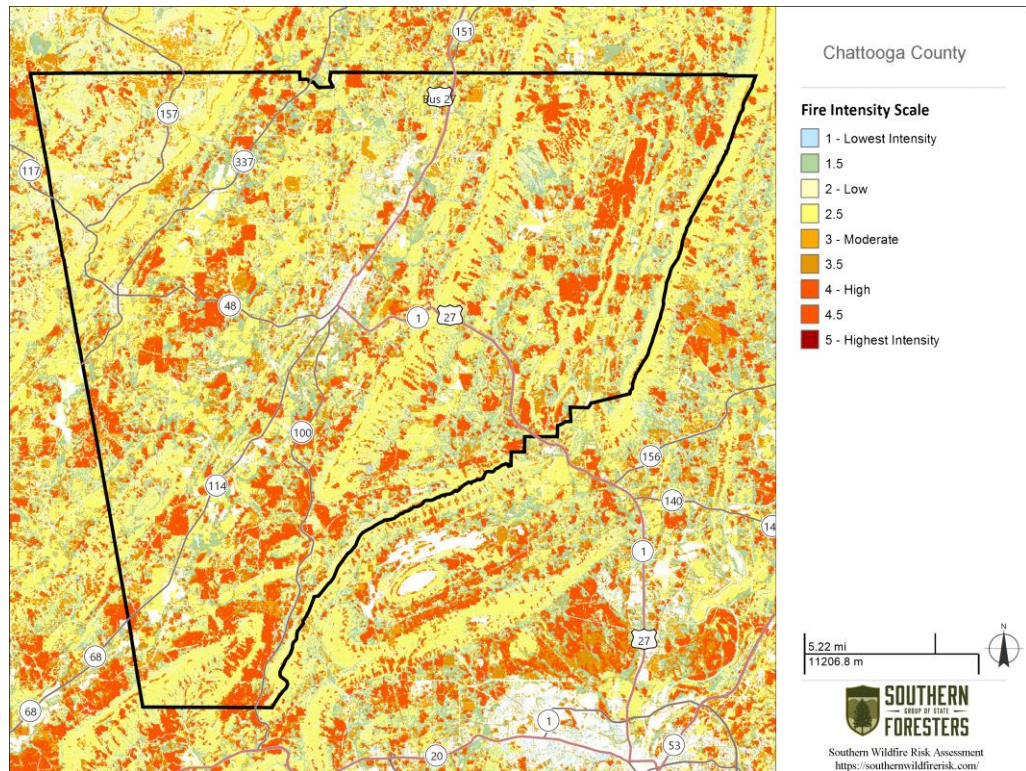 151
Chattooga County
Bus 27
157
337
117
Fire Intensity Scale
1 - Lowest Intensity
1.5
2 - Low
2.5
3 - Moderate
3.5
4 - High
4.5
5 - Highest Intensity
48
1
27
100
114
156
140
14
1
27
68
68
1
20
53
5.22 mi
11206.8 m
N
SOUTHERN
GROUP OF STATE
FORESTERS
Southern Wildfire Risk Assessment
https://southernwildfirerisk.com/